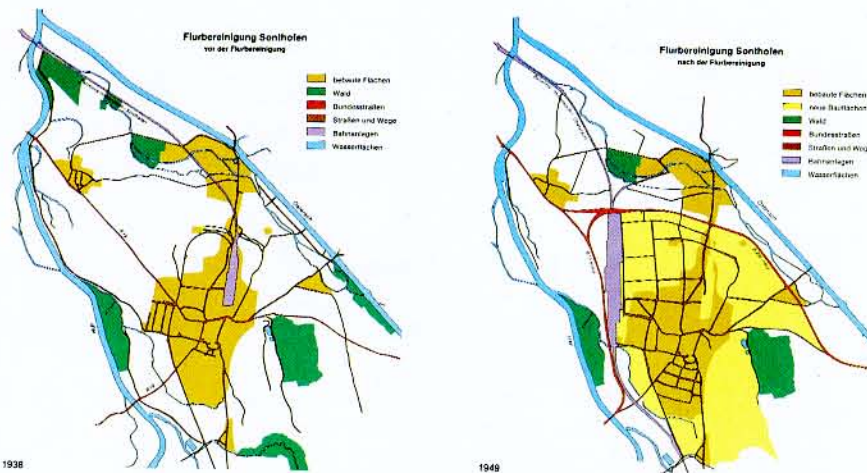 Flurbereinigung Sonthofen
vor der Flurbereinigung
bebaute Flächen
Wald
Bundesstraßen
Straßen und Wege
Bahnanlagen
Wasserflächen
1938
Flurbereinigung Sonthofen
nach der Flurbereinigung
bebaute Flächen
neue Bauflächen
Wald
Bundesstraßen
Straßen und Weg
Bahnanlagen
Wasserflächen
1949